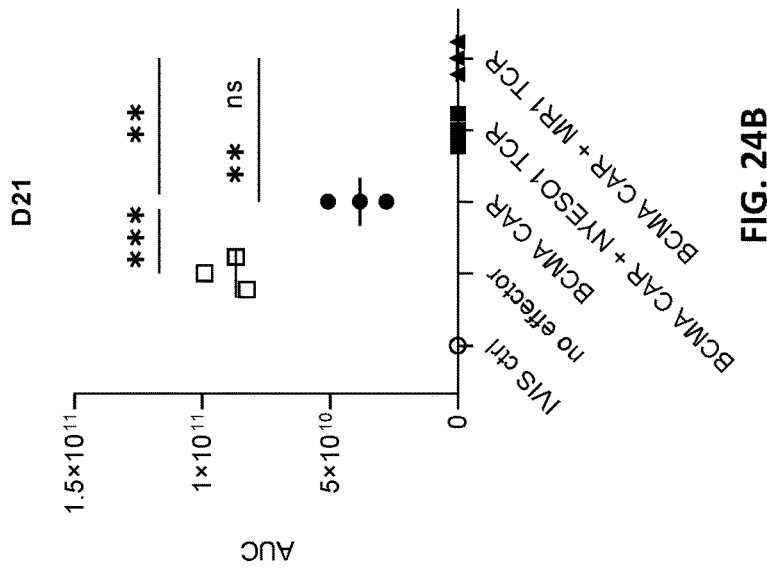 D21
*** **
** ns
AUC
1.5×10¹¹
1×10¹¹
5×10¹⁰
0
IVIS ctrl
no effector
BCMA CAR
BCMA CAR + NYESO1 TCR
BCMA CAR + MR1 TCR
FIG. 24B